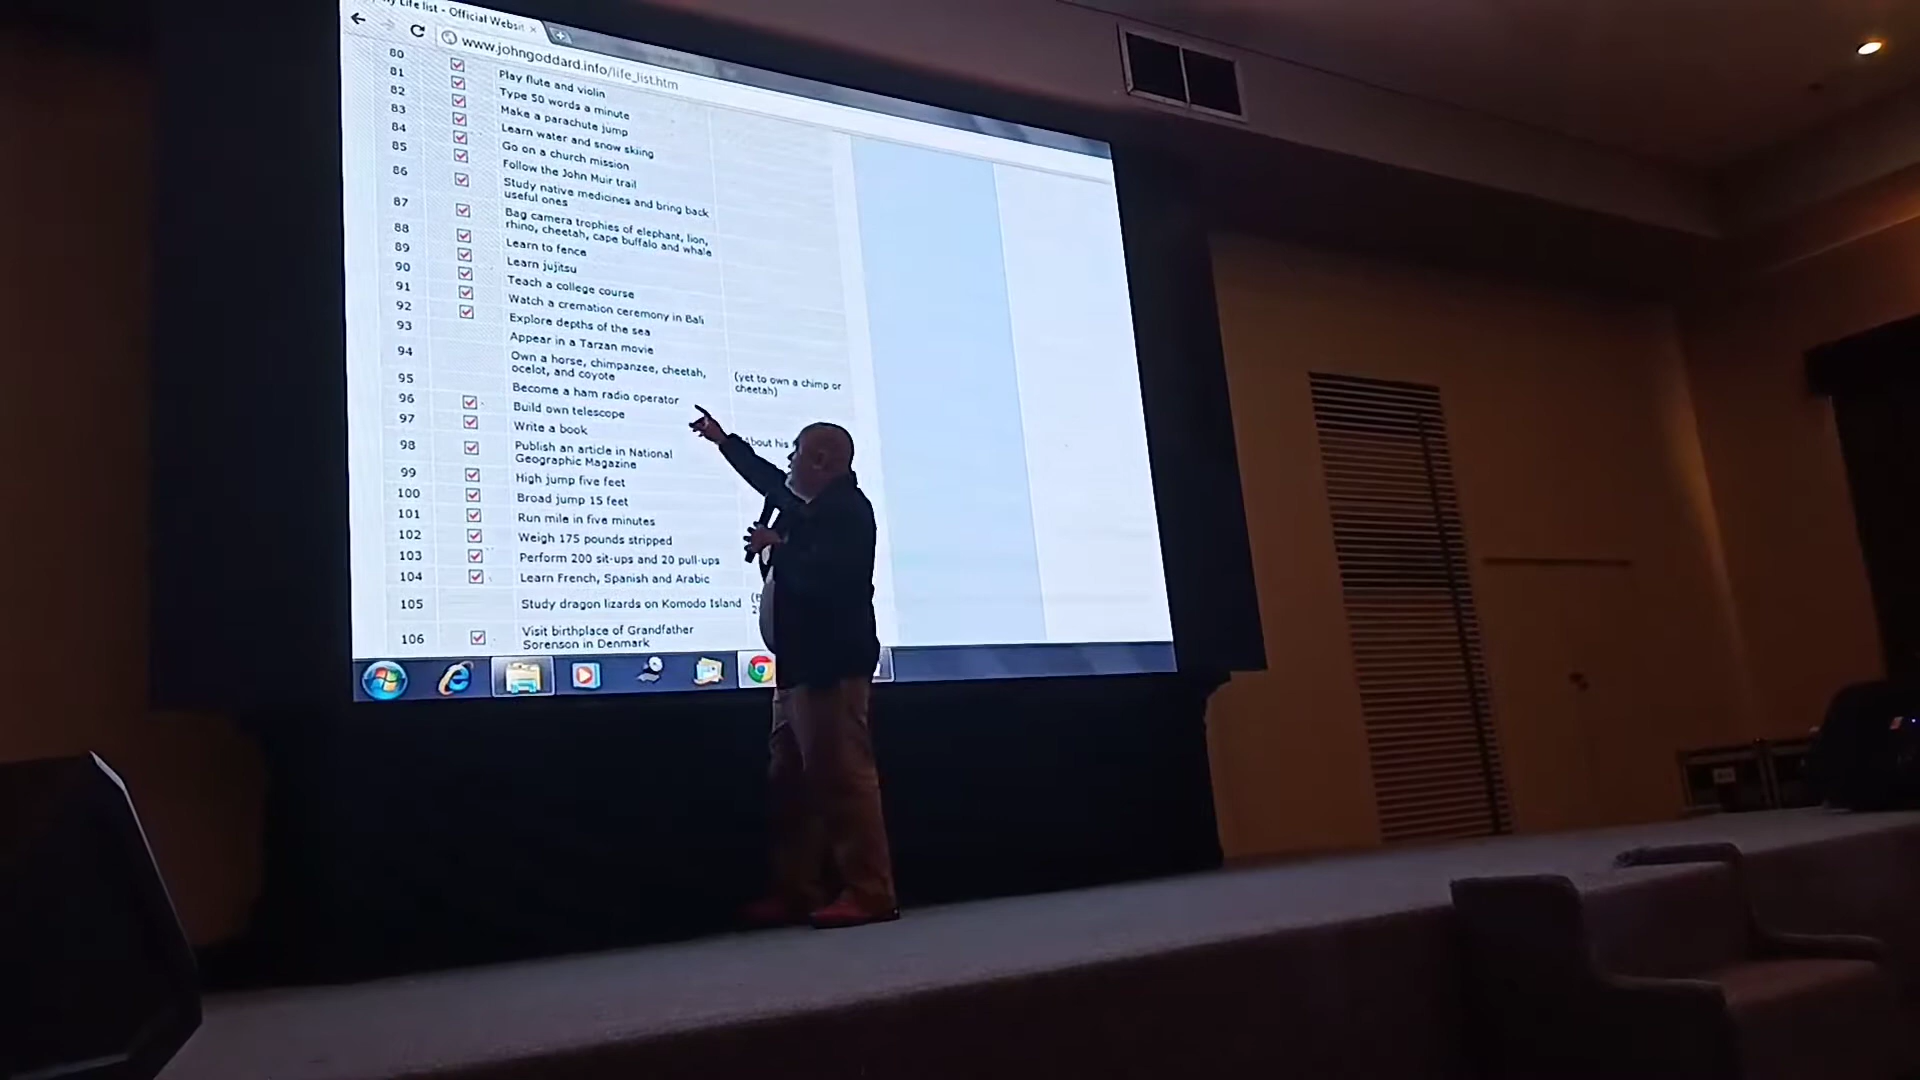 Life list - Official Websit
www.johngoddard.info/life_list.htm
80 Play flute and violin
81 Type 50 words a minute
82 Make a parachute jump
83 Learn water and snow skiing
84 Go on a church mission
85 Follow the John Muir trail
86 Study native medicines and bring back
useful ones
87 Bag camera trophies of elephant, lion,
rhino, cheetah, cape buffalo and whale
88 Learn to fence
89 Learn jujitsu
90 Teach a college course
91 Watch a cremation ceremony in Bali
92 Explore depths of the sea
93 Appear in a Tarzan movie
94 Own a horse, chimpanzee, cheetah, (yet to own a chimp or
ocelot, and coyote cheetah)
95 Become a ham radio operator
96 Build own telescope
97 Write a book About his
98 Publish an article in National
Geographic Magazine
99 High jump five feet
100 Broad jump 15 feet
101 Run mile in five minutes
102 Weigh 175 pounds stripped
103 Perform 200 sit-ups and 20 pull-ups
104 Learn French, Spanish and Arabic
105 Study dragon lizards on Komodo Island
106 Visit birthplace of Grandfather
Sorenson in Denmark